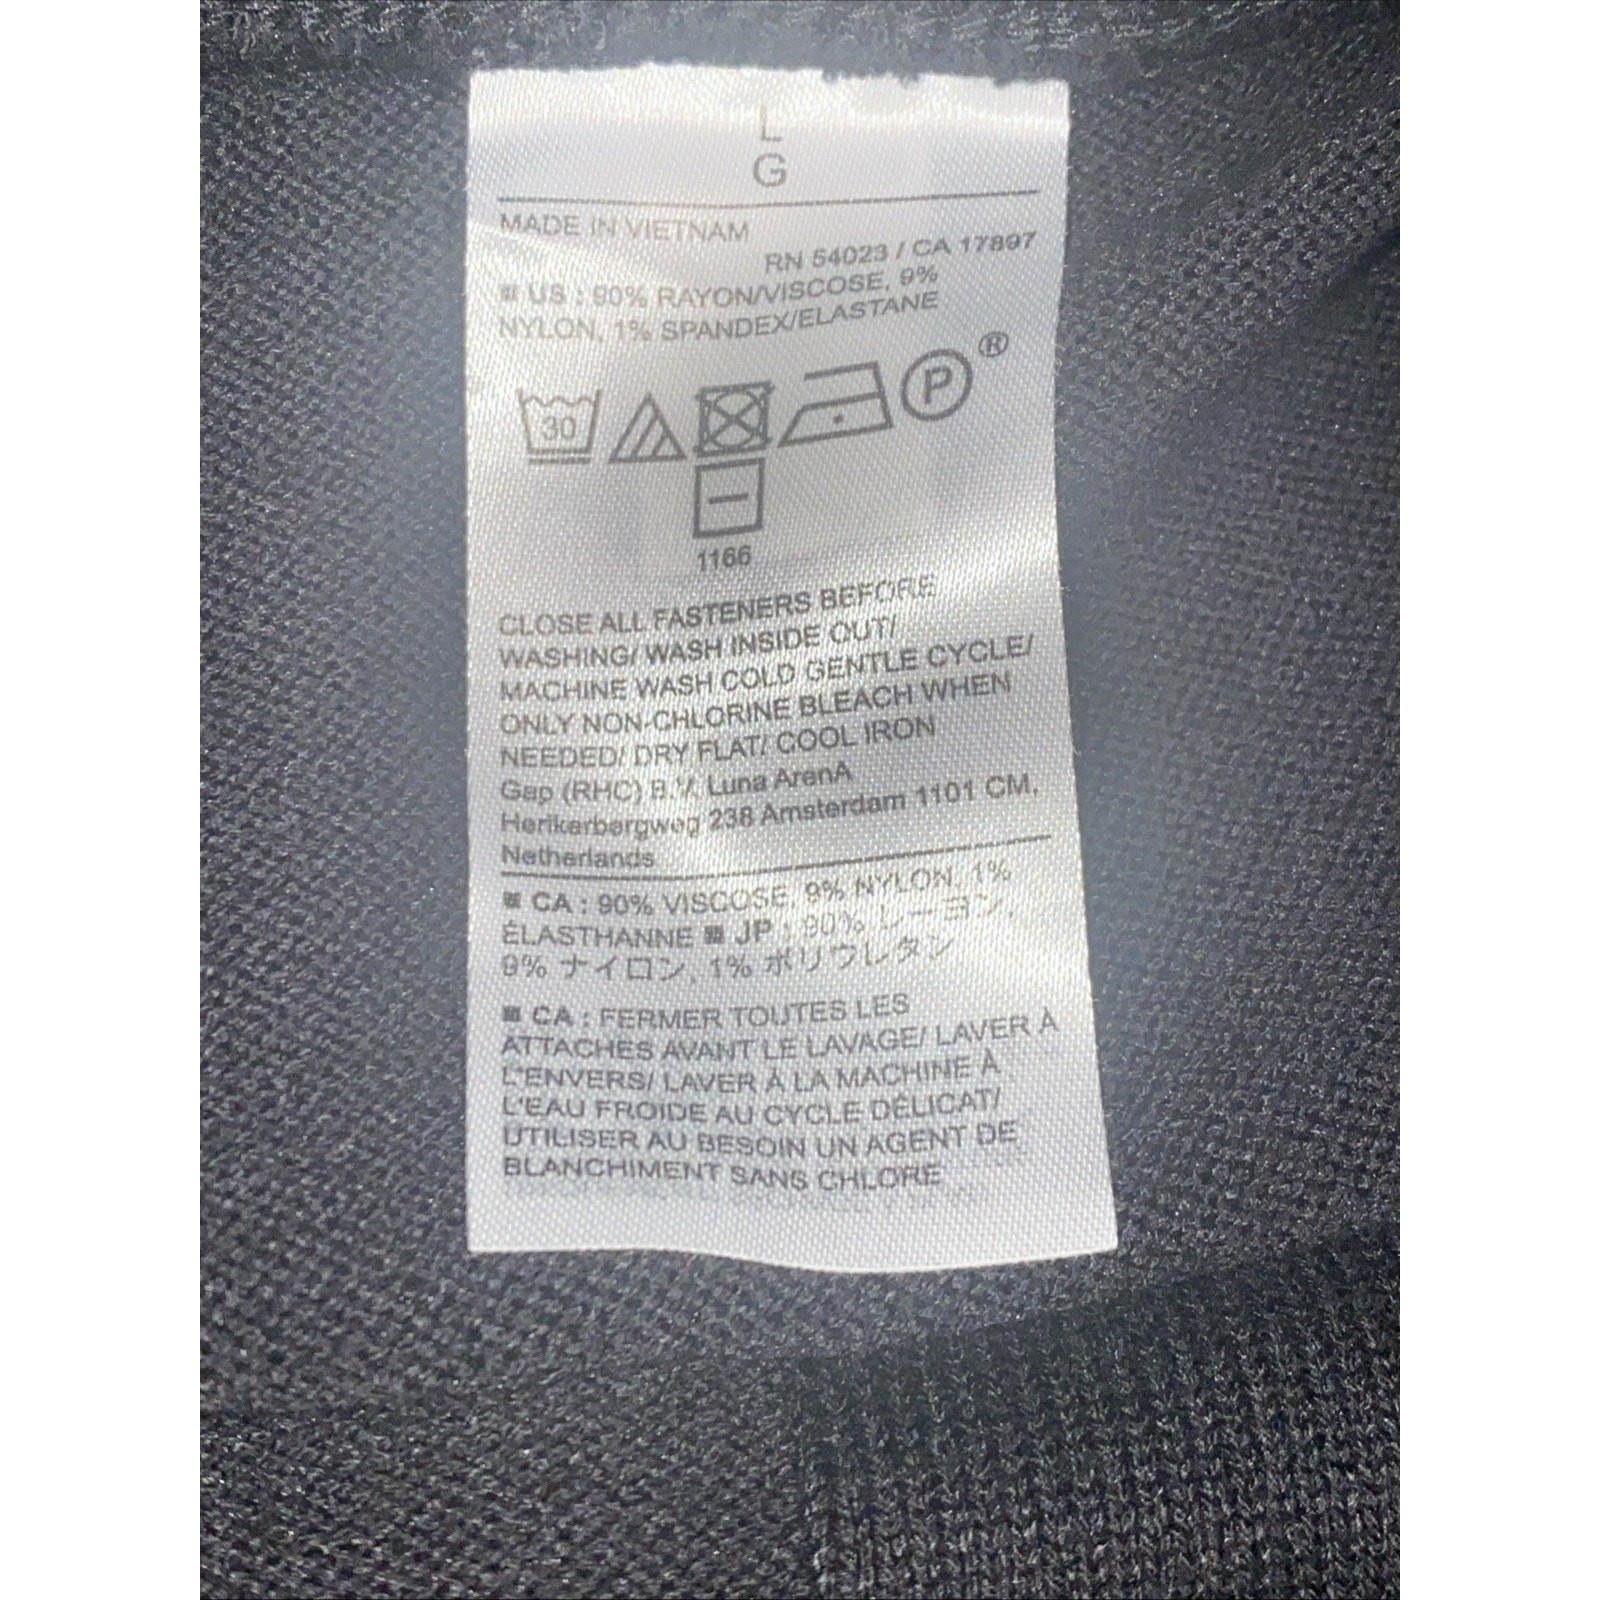 L
G
MADE IN VIETNAM
RN 54023 / CA 17897
US : 90% RAYON/VISCOSE, 9%
NYLON, 1% SPANDEX/ELASTANE
30
P ®
1166
CLOSE ALL FASTENERS BEFORE
WASHING/ WASH INSIDE OUT/
MACHINE WASH COLD GENTLE CYCLE/
ONLY NON-CHLORINE BLEACH WHEN
NEEDED/ DRY FLAT/ COOL IRON
Gap (RHC) B.V. Luna ArenA
Herikerbergweg 238 Amsterdam 1101 CM,
Netherlands
CA : 90% VISCOSE, 9% NYLON, 1%
ÉLASTHANNE ■ JP : 90% レーヨン,
9% ナイロン, 1% ポリウレタン
CA : FERMER TOUTES LES
ATTACHES AVANT LE LAVAGE/ LAVER À
L'ENVERS/ LAVER À LA MACHINE À
L'EAU FROIDE AU CYCLE DÉLICAT/
UTILISER AU BESOIN UN AGENT DE
BLANCHIMENT SANS CHLORE